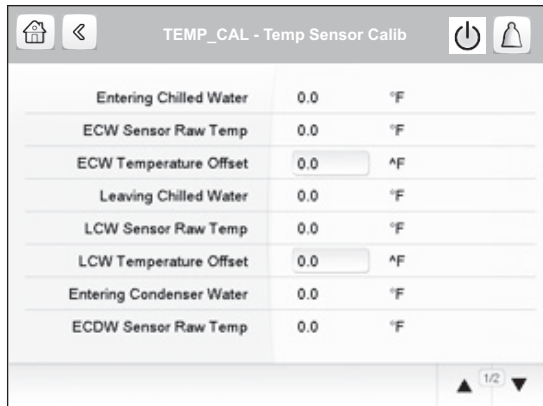 TEMP_CAL - Temp Sensor Calib
Entering Chilled Water 0.0 °F
ECW Sensor Raw Temp 0.0 °F
ECW Temperature Offset 0.0 ^F
Leaving Chilled Water 0.0 °F
LCW Sensor Raw Temp 0.0 °F
LCW Temperature Offset 0.0 ^F
Entering Condenser Water 0.0 °F
ECDW Sensor Raw Temp 0.0 °F
1/2